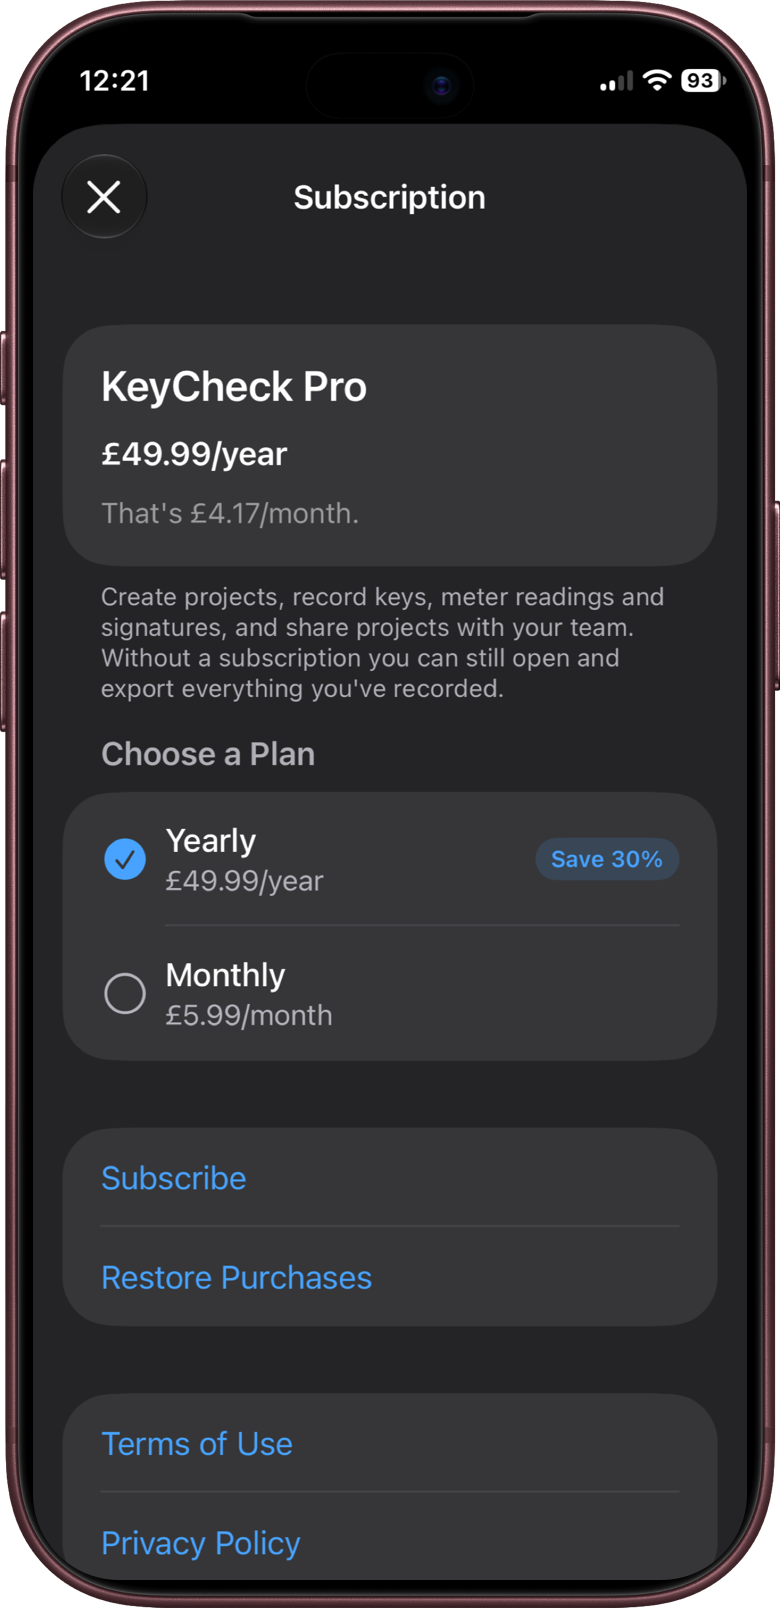 12:21
93
Subscription
KeyCheck Pro
£49.99/year
That's £4.17/month.
Create projects, record keys, meter readings and
signatures, and share projects with your team.
Without a subscription you can still open and
export everything you've recorded.
Choose a Plan
Yearly
£49.99/year
Save 30%
Monthly
£5.99/month
Subscribe
Restore Purchases
Terms of Use
Privacy Policy